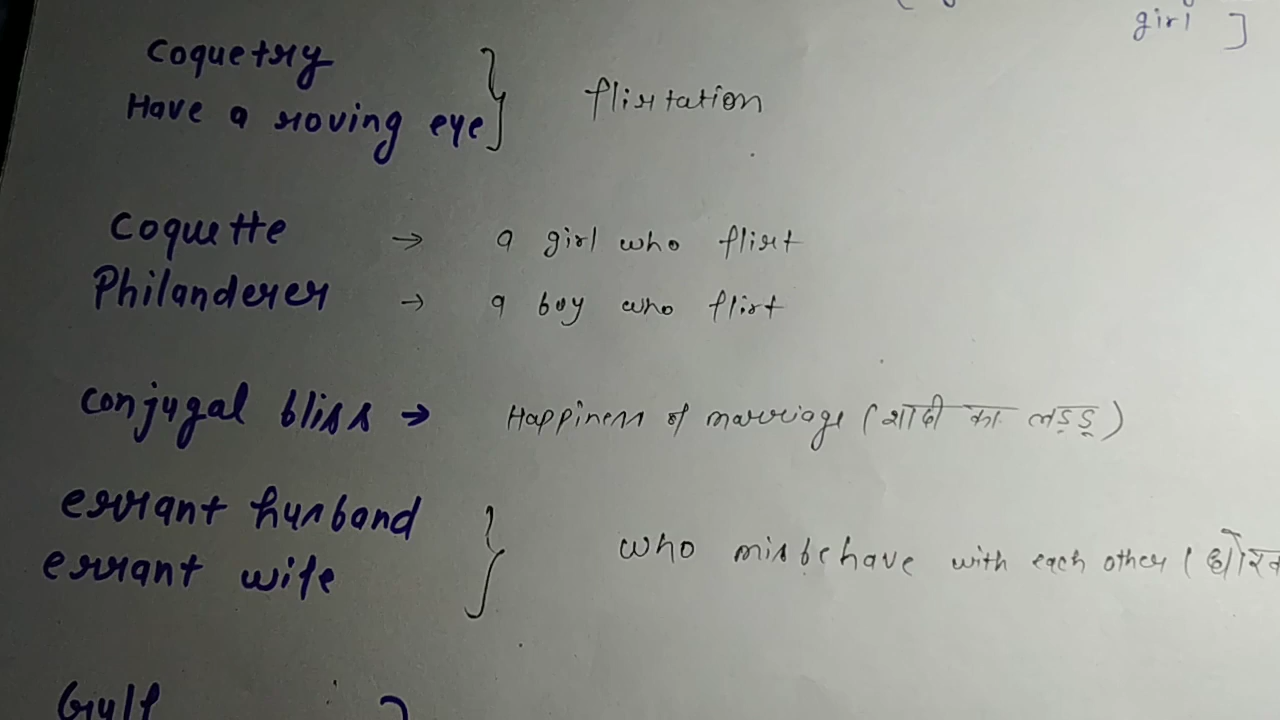 girl ]
Coquetry
Have a roving eye } flirtation
Coquette → a girl who flirt
Philanderer → a boy who flirt
Conjugal bliss → Happiness of marriage (शादी का लड्डू)
errant husband
errant wife } who misbehave with each other (
Gulf